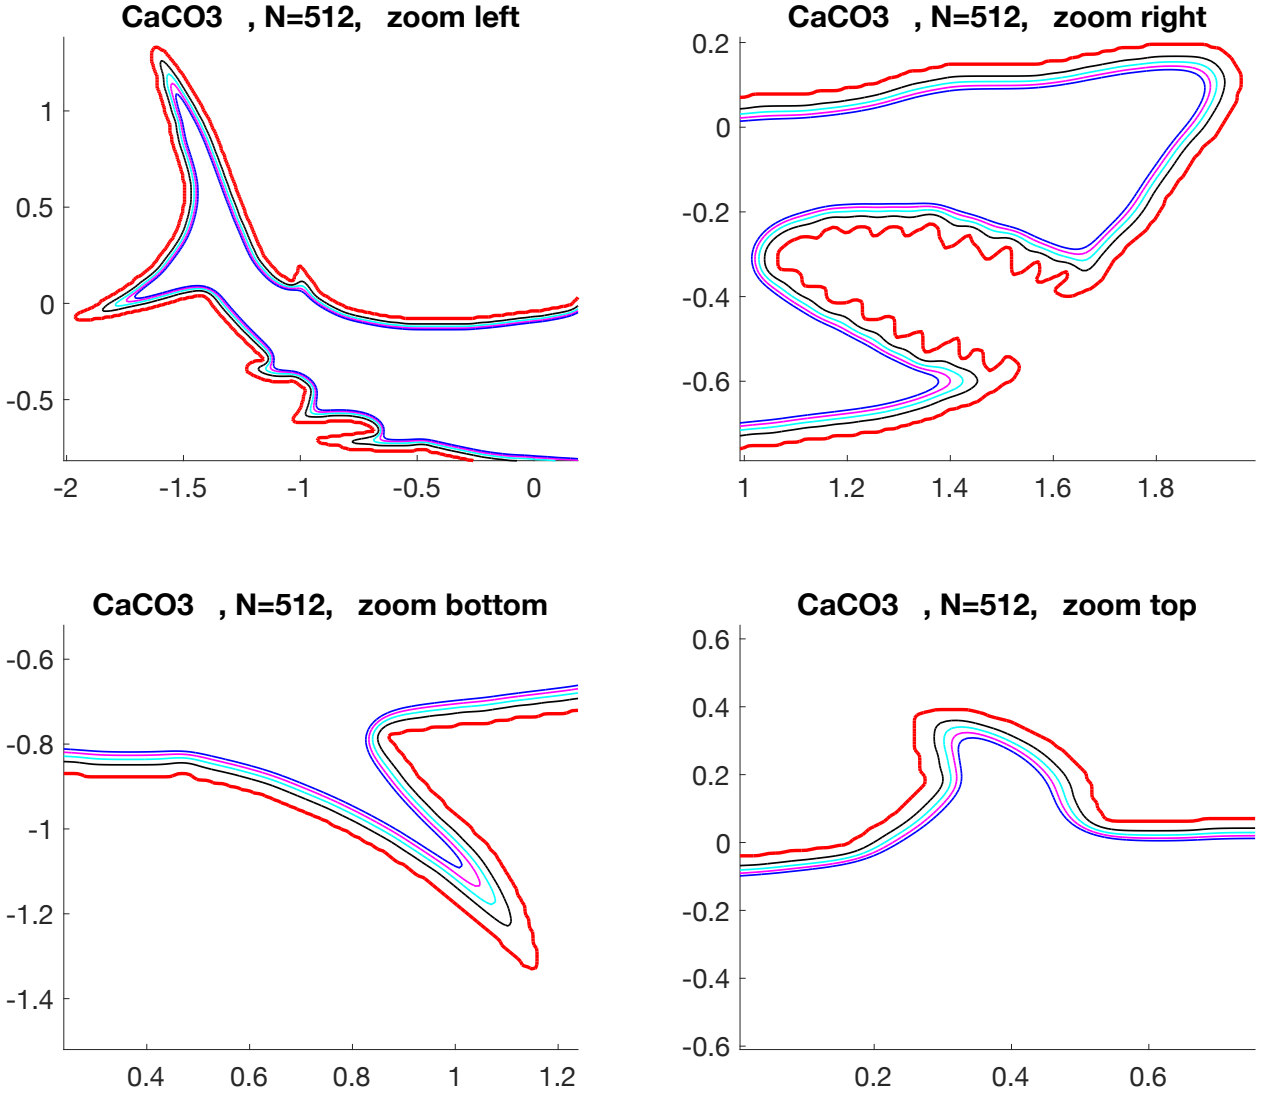 CaCO3 , N=512, zoom left
1
0.5
0
-0.5
-2 -1.5 -1 -0.5 0
CaCO3 , N=512, zoom right
0.2
0
-0.2
-0.4
-0.6
1 1.2 1.4 1.6 1.8
CaCO3 , N=512, zoom bottom
-0.6
-0.8
-1
-1.2
-1.4
0.4 0.6 0.8 1 1.2
CaCO3 , N=512, zoom top
0.6
0.4
0.2
0
-0.2
-0.4
-0.6
0.2 0.4 0.6